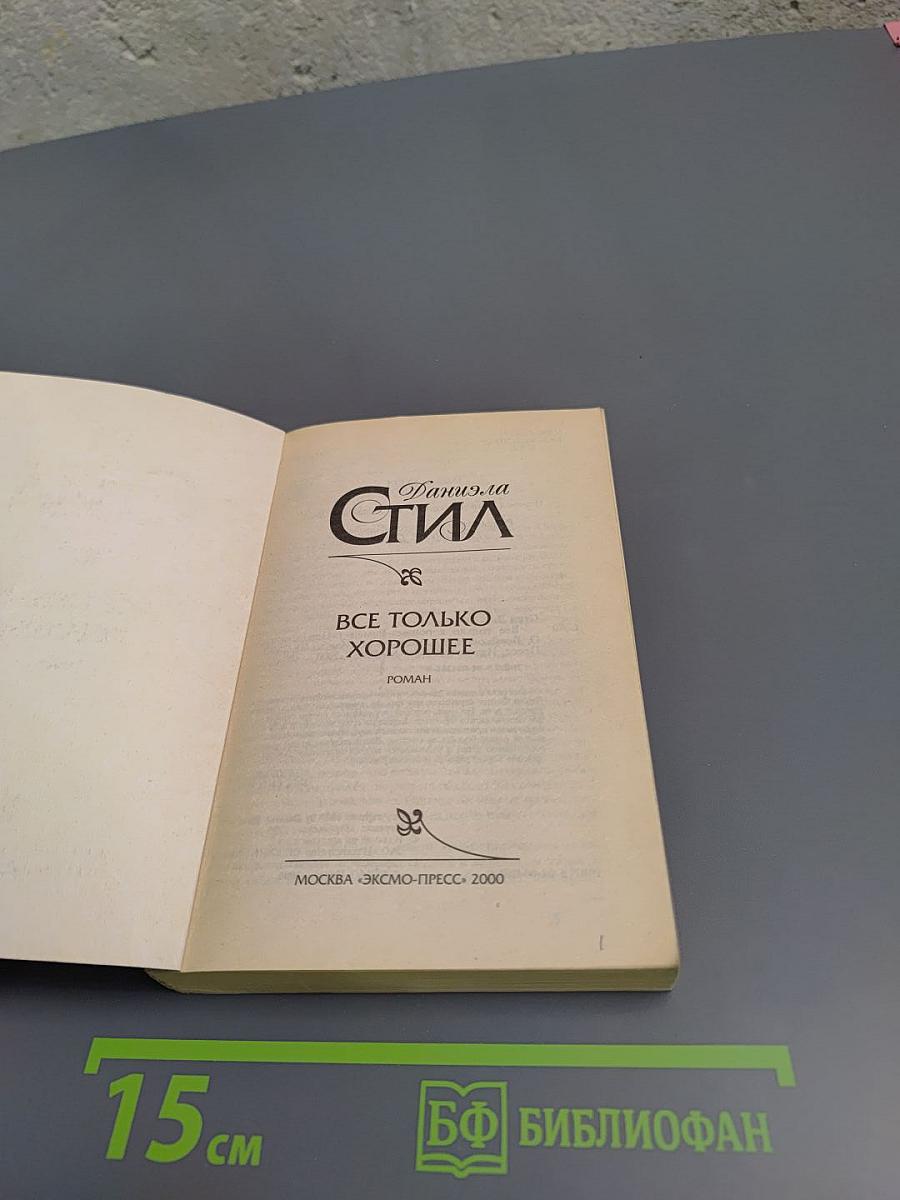 Даниэла
СТИЛ
ВСЕ ТОЛЬКО
ХОРОШЕЕ
РОМАН
МОСКВА «ЭКСМО-ПРЕСС» 2000
15 см
БФ БИБЛИОФАН